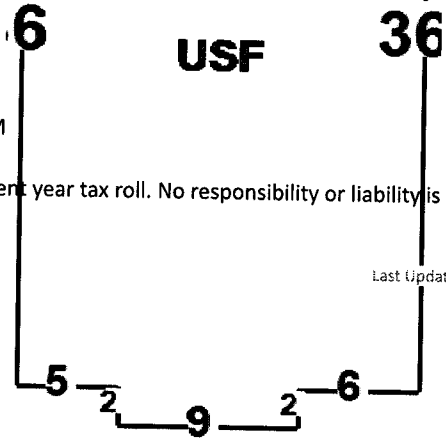 6 USF 36
M
ent year tax roll. No responsibility or liability is
Last Updat
5 2 9 2 6